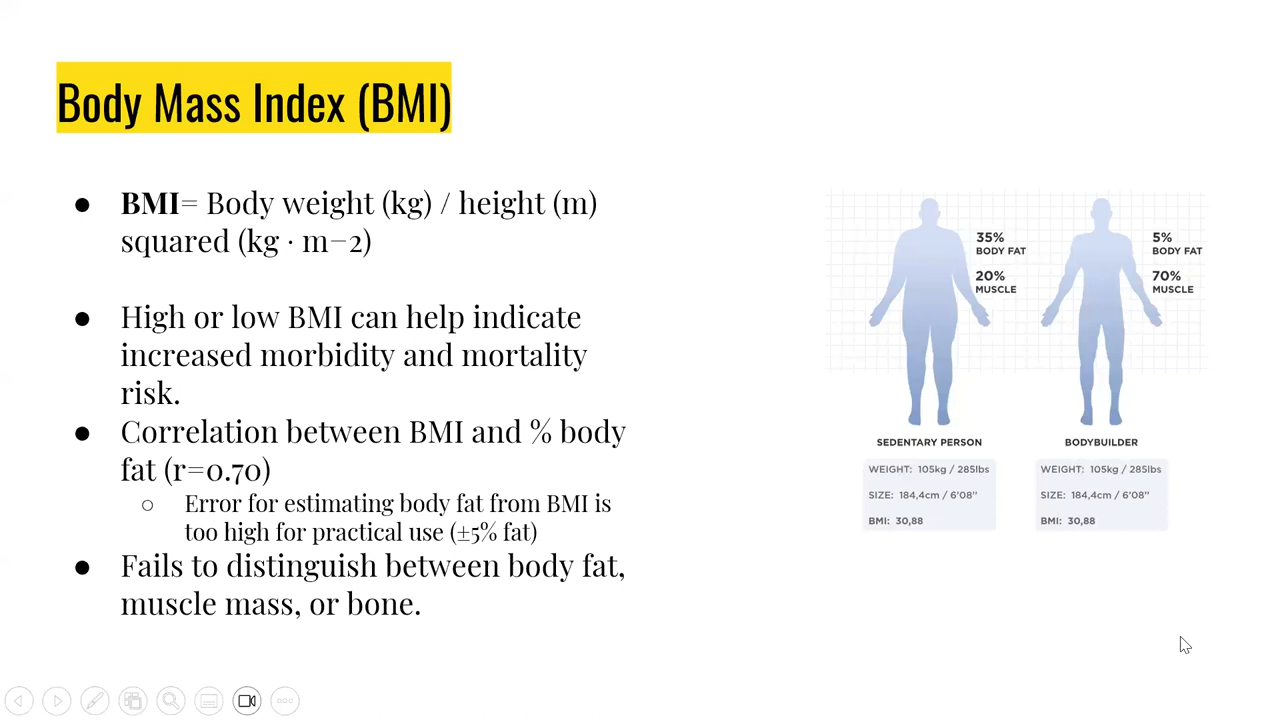 Body Mass Index (BMI)
● BMI= Body weight (kg) / height (m)
squared (kg · m−2)
● High or low BMI can help indicate
increased morbidity and mortality
risk.
● Correlation between BMI and % body
fat (r=0.70)
○ Error for estimating body fat from BMI is
too high for practical use (±5% fat)
● Fails to distinguish between body fat,
muscle mass, or bone.
35%
BODY FAT
20%
MUSCLE
SEDENTARY PERSON
WEIGHT: 105kg / 285lbs
SIZE: 184,4cm / 6'08"
BMI: 30,88
5%
BODY FAT
70%
MUSCLE
BODYBUILDER
WEIGHT: 105kg / 285lbs
SIZE: 184,4cm / 6'08"
BMI: 30,88